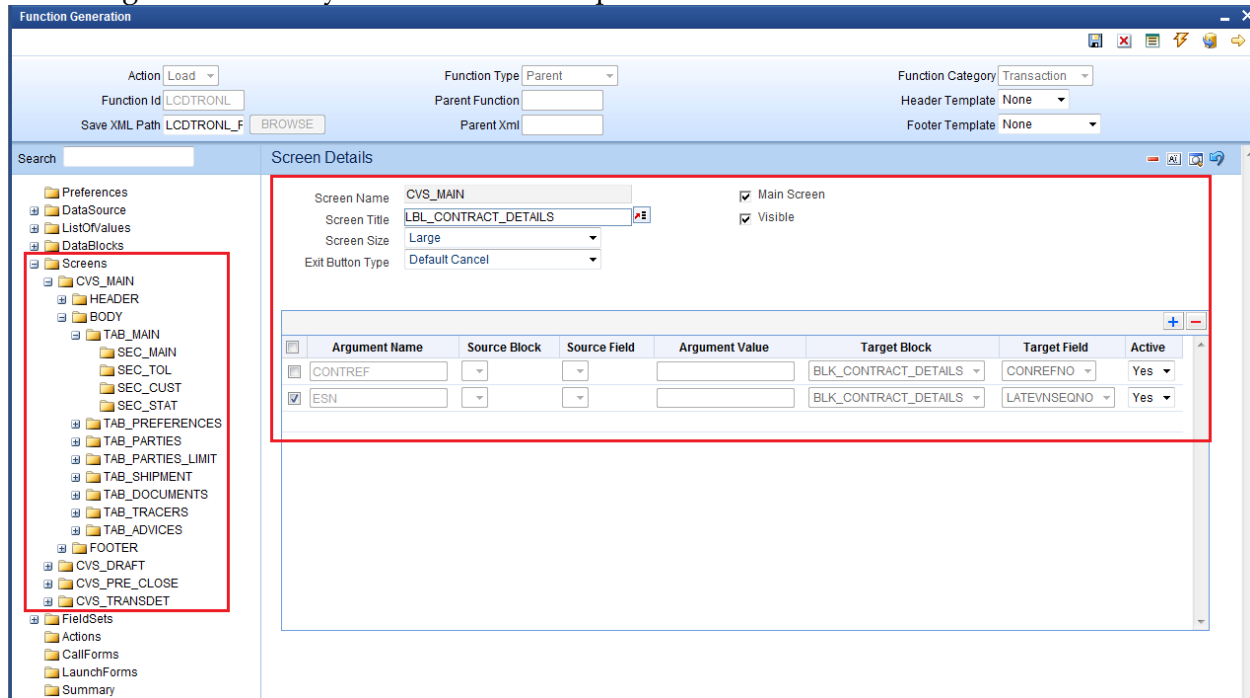 Function Generation
Action Load Function Type Parent Function Category Transaction
Function Id LCDTRONL Parent Function Header Template None
Save XML Path LCDTRONL_F BROWSE Parent Xml Footer Template None
Search Screen Details
Preferences
DataSource
ListOfValues
DataBlocks
Screens
CVS_MAIN
HEADER
BODY
TAB_MAIN
SEC_MAIN
SEC_TOL
SEC_CUST
SEC_STAT
TAB_PREFERENCES
TAB_PARTIES
TAB_PARTIES_LIMIT
TAB_SHIPMENT
TAB_DOCUMENTS
TAB_TRACERS
TAB_ADVICES
FOOTER
CVS_DRAFT
CVS_PRE_CLOSE
CVS_TRANSDET
FieldSets
Actions
CallForms
LaunchForms
Summary
Screen Name CVS_MAIN Main Screen
Screen Title LBL_CONTRACT_DETAILS Visible
Screen Size Large
Exit Button Type Default Cancel
Argument Name Source Block Source Field Argument Value Target Block Target Field Active
CONTREF BLK_CONTRACT_DETAILS CONREFNO Yes
ESN BLK_CONTRACT_DETAILS LATEVNSEQNO Yes